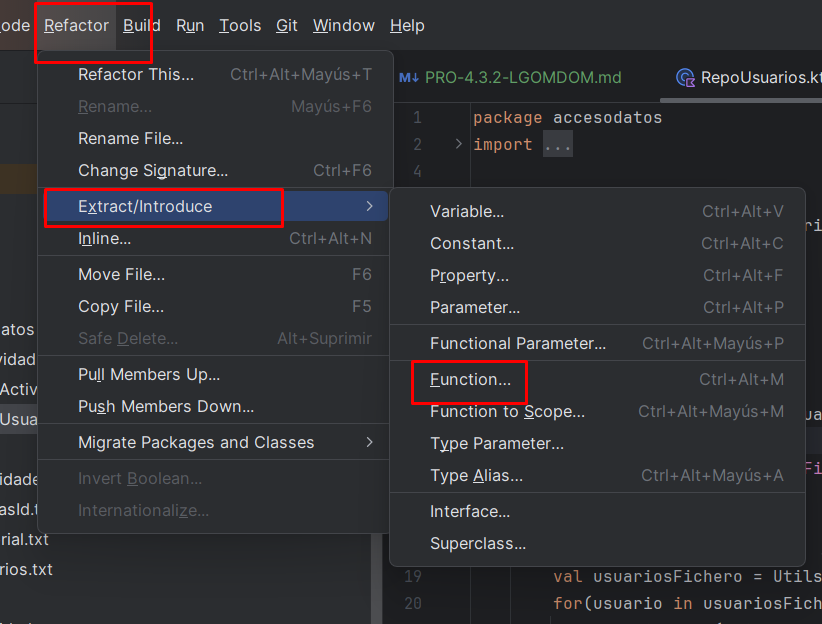 ode Refactor Build Run Tools Git Window Help
Refactor This... Ctrl+Alt+Mayús+T
Rename... Mayús+F6
Rename File...
Change Signature... Ctrl+F6
Extract/Introduce
Inline... Ctrl+Alt+N
Move File... F6
Copy File... F5
Safe Delete... Alt+Suprimir
Pull Members Up...
Push Members Down...
Migrate Packages and Classes
Invert Boolean...
Internationalize...
M↓ PRO-4.3.2-LGOMDOM.md RepoUsuarios.kt
1 package accesodatos
2 import ...
4
Variable... Ctrl+Alt+V
Constant... Ctrl+Alt+C
Property... Ctrl+Alt+F
Parameter... Ctrl+Alt+P
Functional Parameter... Ctrl+Alt+Mayús+P
Function... Ctrl+Alt+M
Function to Scope... Ctrl+Alt+Mayús+M
Type Parameter...
Type Alias... Ctrl+Alt+Mayús+A
Interface...
Superclass...
ri
ua
Fi
19 val usuariosFichero = Utils
20 for(usuario in usuariosFich
atos
vidad
Activ
Usua
idade
asId.t
rial.txt
rios.txt